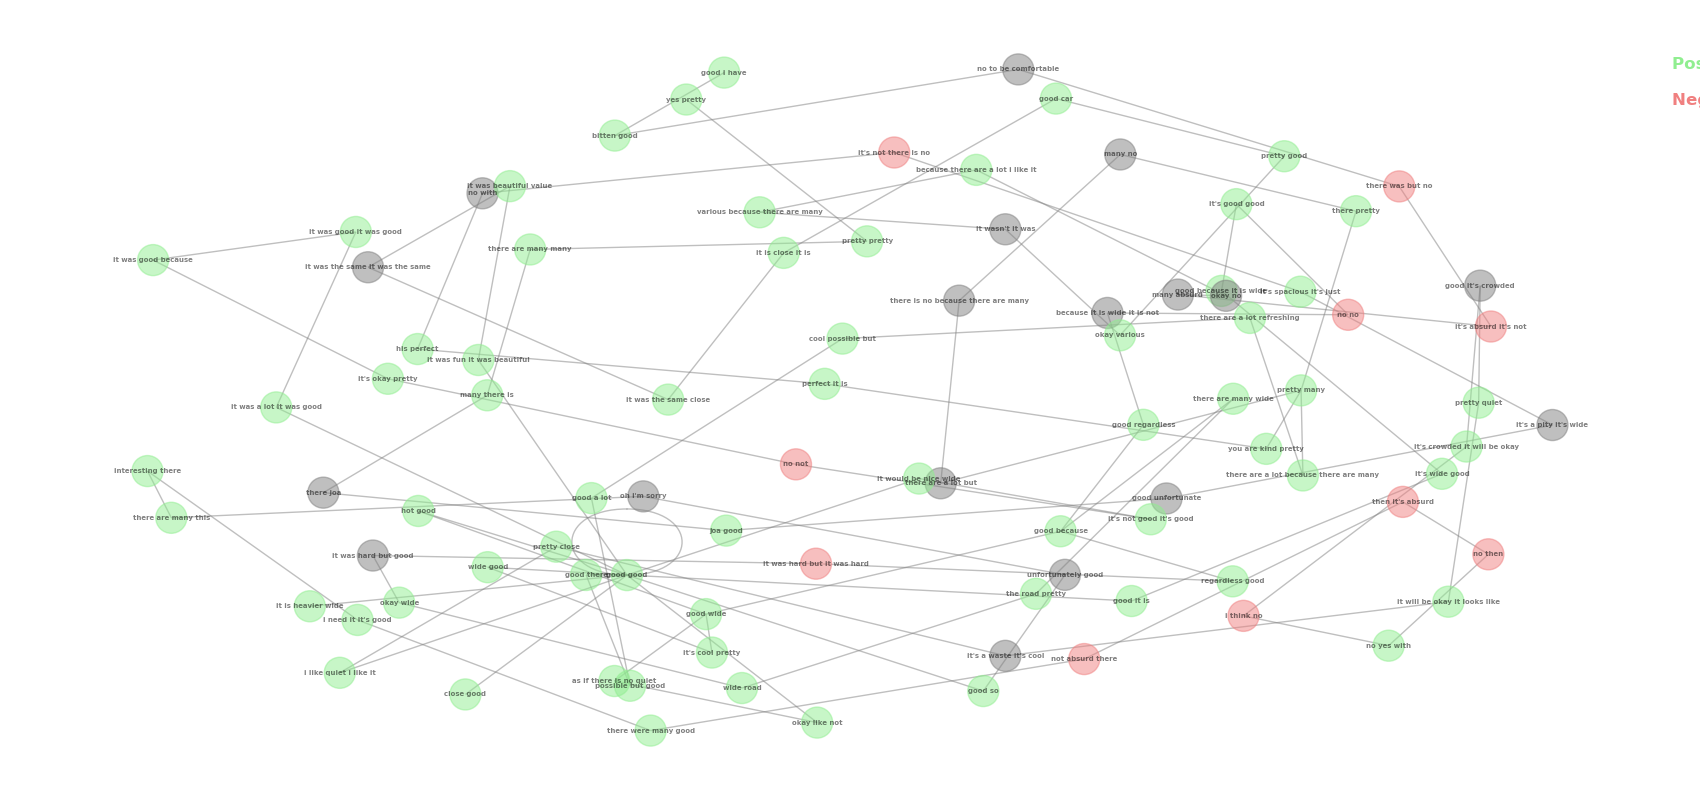 Pos
Neg
no to be comfortable
good i have
yes pretty
good car
bitten good
it's not there is no
many no
pretty good
because there are a lot i like it
it was beautiful value
no with
there was but no
it's good good
various because there are many
there pretty
it was good it was good
it wasn't it was
pretty pretty
there are many many
it is close it is
it was good because
it was the same it was the same
good it's crowded
good because it is wide
many absurd
okay no
it's spacious it's just
there is no because there are many
because it is wide it is not
no no
there are a lot refreshing
it's absurd it's not
okay various
cool possible but
his perfect
it was fun it was beautiful
it's okay pretty
perfect it is
pretty many
many there is
it was the same close
there are many wide
pretty quiet
it was a lot it was good
good regardless
it's a pity it's wide
it's crowded it will be okay
you are kind pretty
no not
interesting there
it's wide good
there are a lot because there are many
it would be nice wide
there are a lot but
there joa
good a lot
oh i'm sorry
good unfortunate
then it's absurd
hot good
there are many this
it's not good it's good
joa good
good because
pretty close
it was hard but good
no then
it was hard but it was hard
wide good
good there
good good
unfortunately good
regardless good
the road pretty
good it is
okay wide
it is heavier wide
it will be okay it looks like
good wide
i need it it's good
i think no
no yes with
it's cool pretty
it's a waste it's cool
not absurd there
i like quiet i like it
as if there is no quiet
possible but good
wide road
good so
close good
okay like not
there were many good